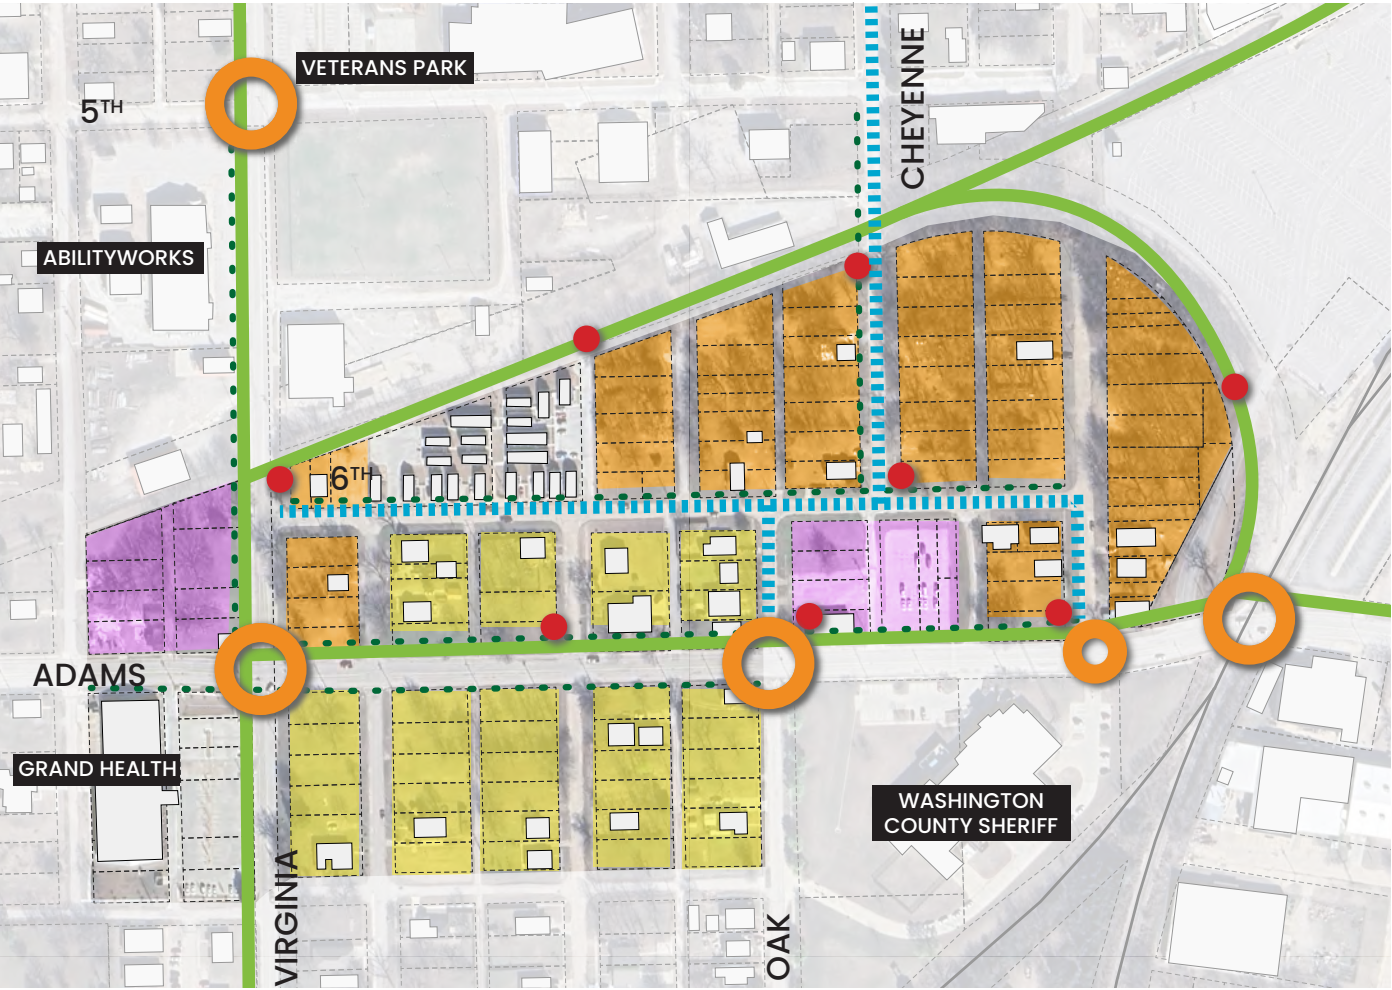 VETERANS PARK
5TH
CHEYENNE
ABILITYWORKS
6TH
ADAMS
GRAND HEALTH
WASHINGTON
COUNTY SHERIFF
VIRGINIA
OAK